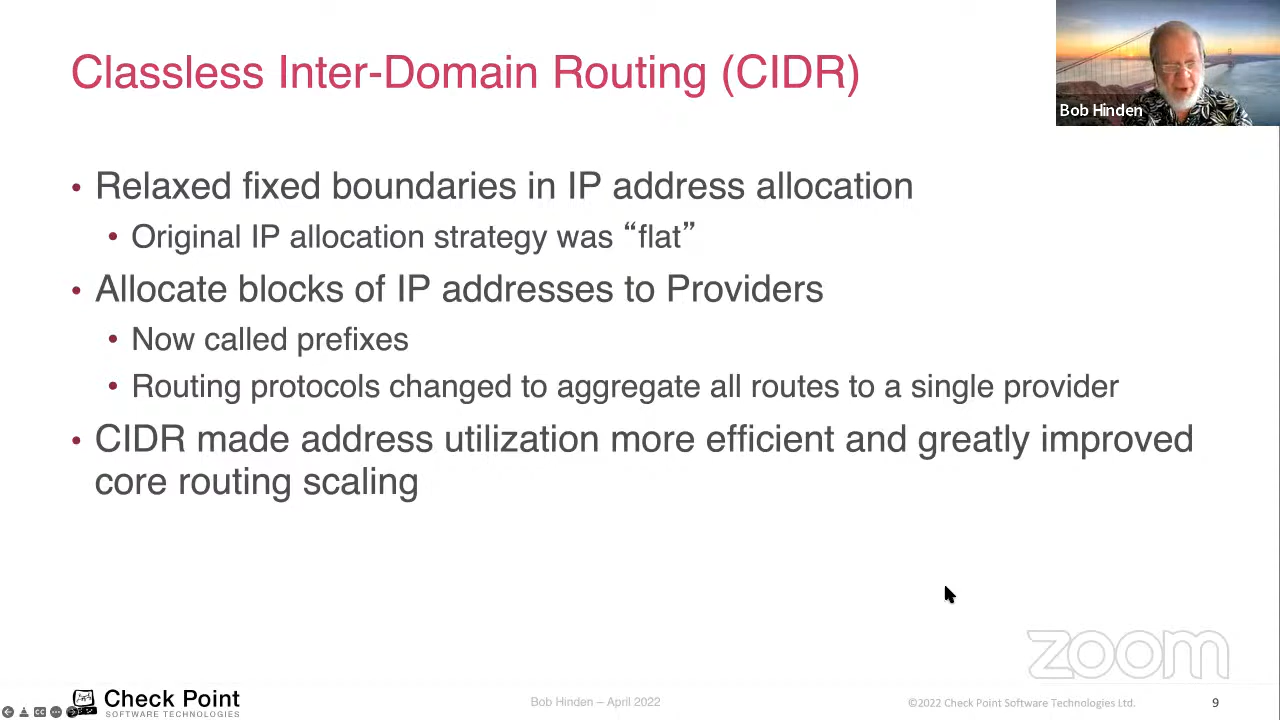 Classless Inter-Domain Routing (CIDR)
Bob Hinden
• Relaxed fixed boundaries in IP address allocation
• Original IP allocation strategy was “flat”
• Allocate blocks of IP addresses to Providers
• Now called prefixes
• Routing protocols changed to aggregate all routes to a single provider
• CIDR made address utilization more efficient and greatly improved
core routing scaling
zoom
Check Point
SOFTWARE TECHNOLOGIES
Bob Hinden – April 2022
©2022 Check Point Software Technologies Ltd.
9